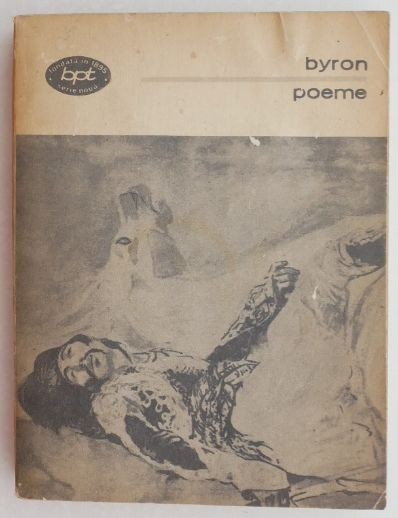 fondată în 1895
bpt
serie nouă
byron
poeme